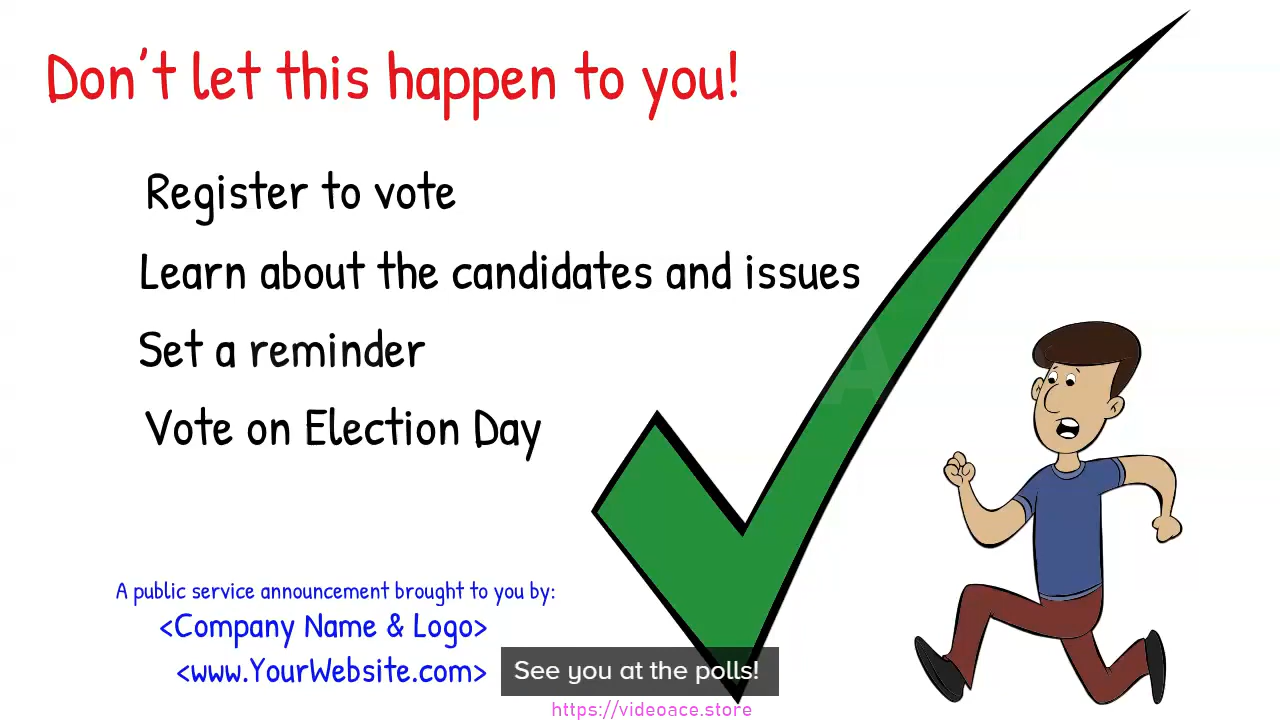 Don't let this happen to you!
Register to vote
Learn about the candidates and issues
Set a reminder
Vote on Election Day
A public service announcement brought to you by:
<Company Name & Logo>
<www.YourWebsite.com>
See you at the polls!
https://videoace.store